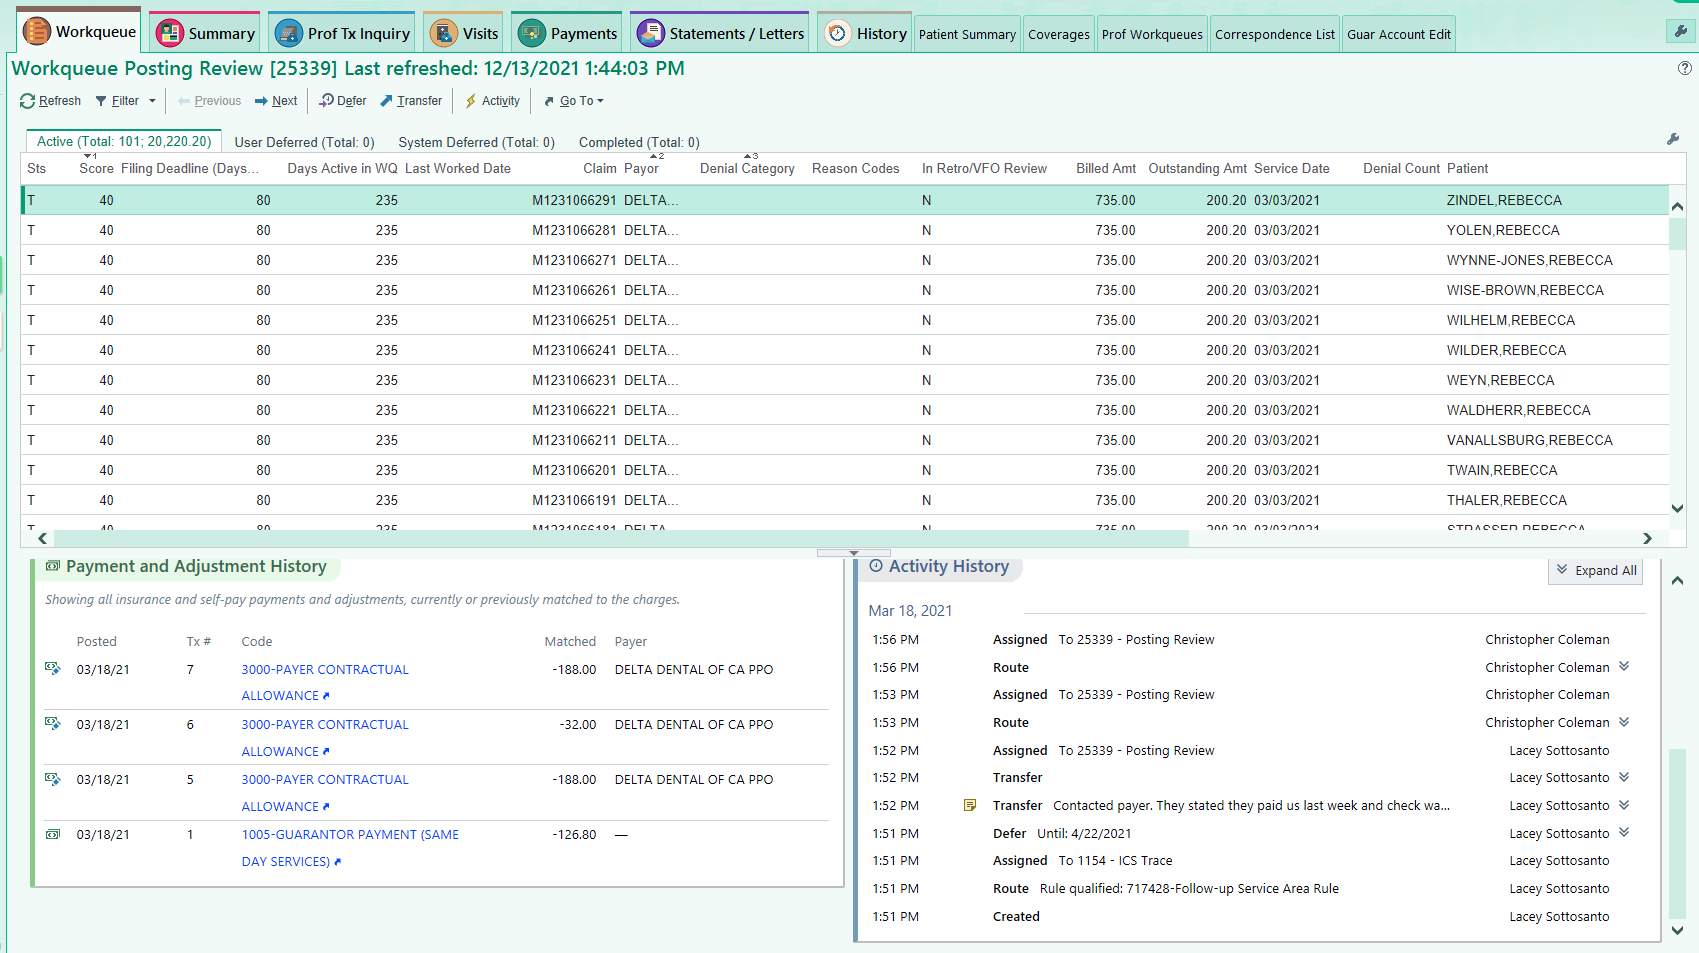 Workqueue Summary Prof Tx Inquiry Visits Payments Statements / Letters History Patient Summary Coverages Prof Workqueues Correspondence List Guar Account Edit
Workqueue Posting Review [25339] Last refreshed: 12/13/2021 1:44:03 PM
Refresh Filter Previous Next Defer Transfer Activity Go To
Active (Total: 101; 20,220.20) User Deferred (Total: 0) System Deferred (Total: 0) Completed (Total: 0)
Sts Score 1 Filing Deadline (Days... Days Active in WQ Last Worked Date Claim Payor 2 Denial Category 3 Reason Codes In Retro/VFO Review Billed Amt Outstanding Amt Service Date Denial Count Patient
T 40 80 235 M1231066291 DELTA... N 735.00 200.20 03/03/2021 ZINDEL,REBECCA
T 40 80 235 M1231066281 DELTA... N 735.00 200.20 03/03/2021 YOLEN,REBECCA
T 40 80 235 M1231066271 DELTA... N 735.00 200.20 03/03/2021 WYNNE-JONES,REBECCA
T 40 80 235 M1231066261 DELTA... N 735.00 200.20 03/03/2021 WISE-BROWN,REBECCA
T 40 80 235 M1231066251 DELTA... N 735.00 200.20 03/03/2021 WILHELM,REBECCA
T 40 80 235 M1231066241 DELTA... N 735.00 200.20 03/03/2021 WILDER,REBECCA
T 40 80 235 M1231066231 DELTA... N 735.00 200.20 03/03/2021 WEYN,REBECCA
T 40 80 235 M1231066221 DELTA... N 735.00 200.20 03/03/2021 WALDHERR,REBECCA
T 40 80 235 M1231066211 DELTA... N 735.00 200.20 03/03/2021 VANALLSBURG,REBECCA
T 40 80 235 M1231066201 DELTA... N 735.00 200.20 03/03/2021 TWAIN,REBECCA
T 40 80 235 M1231066191 DELTA... N 735.00 200.20 03/03/2021 THALER,REBECCA
T 40 80 235 M1231066181 DELTA... N 735.00 200.20 03/03/2021 STRASSER,REBECCA
Payment and Adjustment History
Showing all insurance and self-pay payments and adjustments, currently or previously matched to the charges.
Posted Tx # Code Matched Payer
03/18/21 7 3000-PAYER CONTRACTUAL -188.00 DELTA DENTAL OF CA PPO
ALLOWANCE
03/18/21 6 3000-PAYER CONTRACTUAL -32.00 DELTA DENTAL OF CA PPO
ALLOWANCE
03/18/21 5 3000-PAYER CONTRACTUAL -188.00 DELTA DENTAL OF CA PPO
ALLOWANCE
03/18/21 1 1005-GUARANTOR PAYMENT (SAME -126.80 —
DAY SERVICES)
Activity History
Expand All
Mar 18, 2021
1:56 PM Assigned To 25339 - Posting Review Christopher Coleman
1:56 PM Route Christopher Coleman
1:53 PM Assigned To 25339 - Posting Review Christopher Coleman
1:53 PM Route Christopher Coleman
1:52 PM Assigned To 25339 - Posting Review Lacey Sottosanto
1:52 PM Transfer Lacey Sottosanto
1:52 PM Transfer Contacted payer. They stated they paid us last week and check wa... Lacey Sottosanto
1:51 PM Defer Until: 4/22/2021 Lacey Sottosanto
1:51 PM Assigned To 1154 - ICS Trace Lacey Sottosanto
1:51 PM Route Rule qualified: 717428-Follow-up Service Area Rule Lacey Sottosanto
1:51 PM Created Lacey Sottosanto